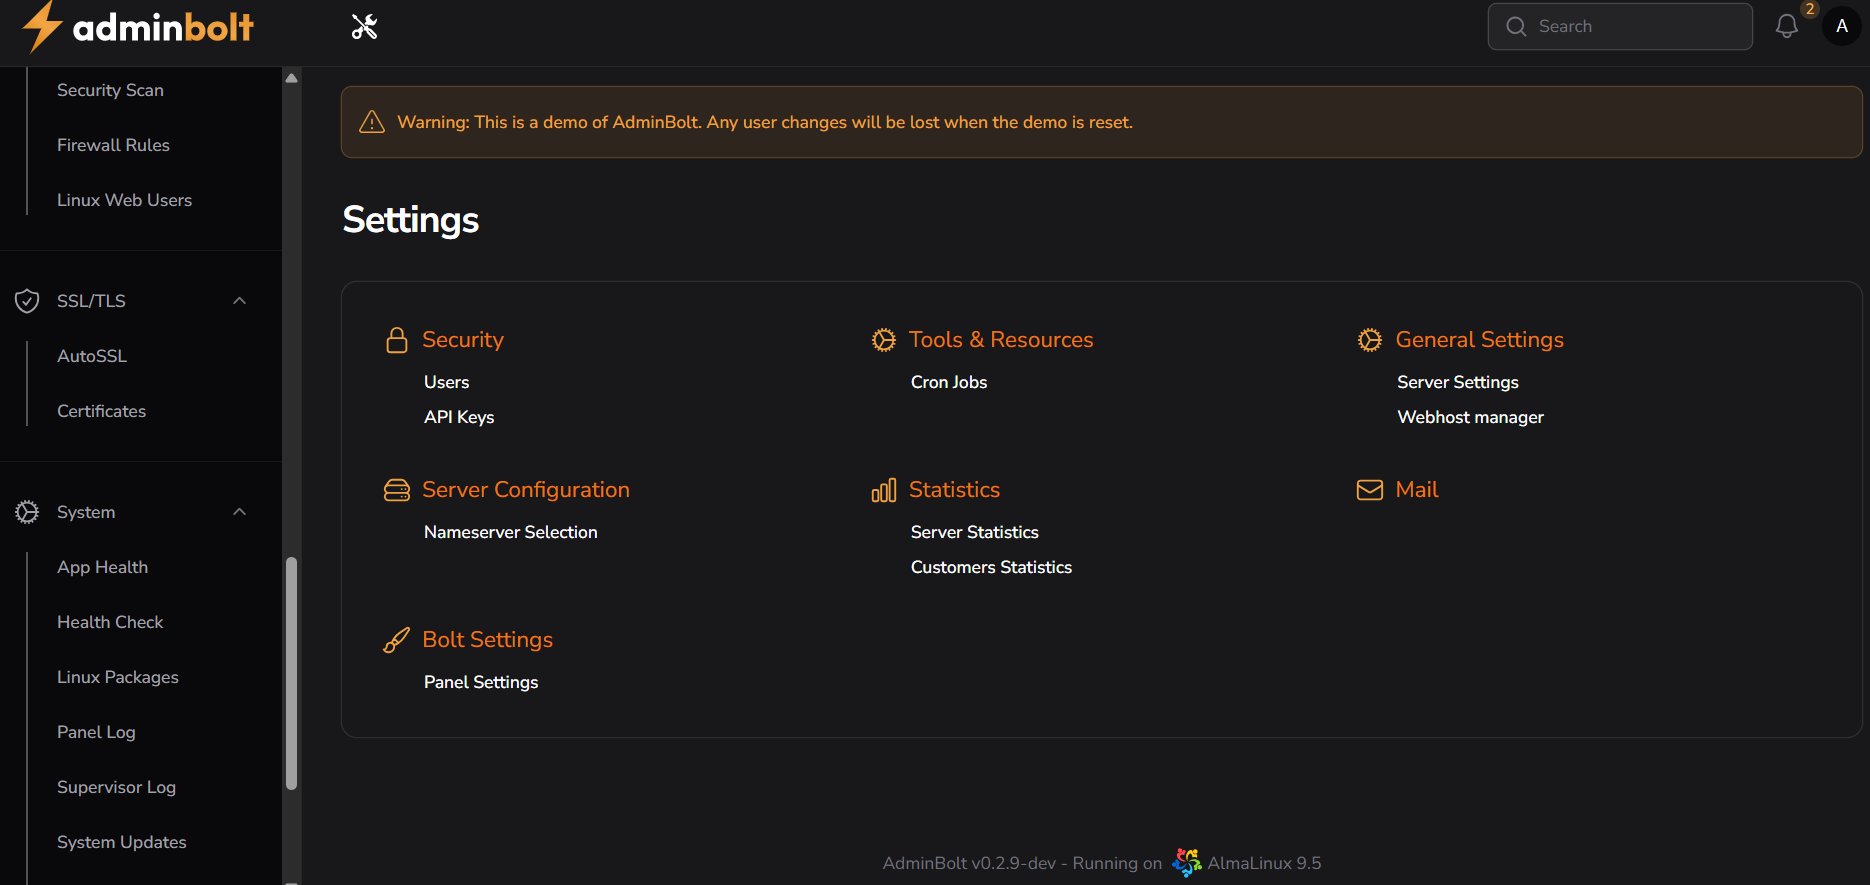 adminbolt
Search
2
A
Security Scan
Firewall Rules
Linux Web Users
SSL/TLS
AutoSSL
Certificates
System
App Health
Health Check
Linux Packages
Panel Log
Supervisor Log
System Updates
Warning: This is a demo of AdminBolt. Any user changes will be lost when the demo is reset.
Settings
Security
Users
API Keys
Tools & Resources
Cron Jobs
General Settings
Server Settings
Webhost manager
Server Configuration
Nameserver Selection
Statistics
Server Statistics
Customers Statistics
Mail
Bolt Settings
Panel Settings
AdminBolt v0.2.9-dev - Running on AlmaLinux 9.5